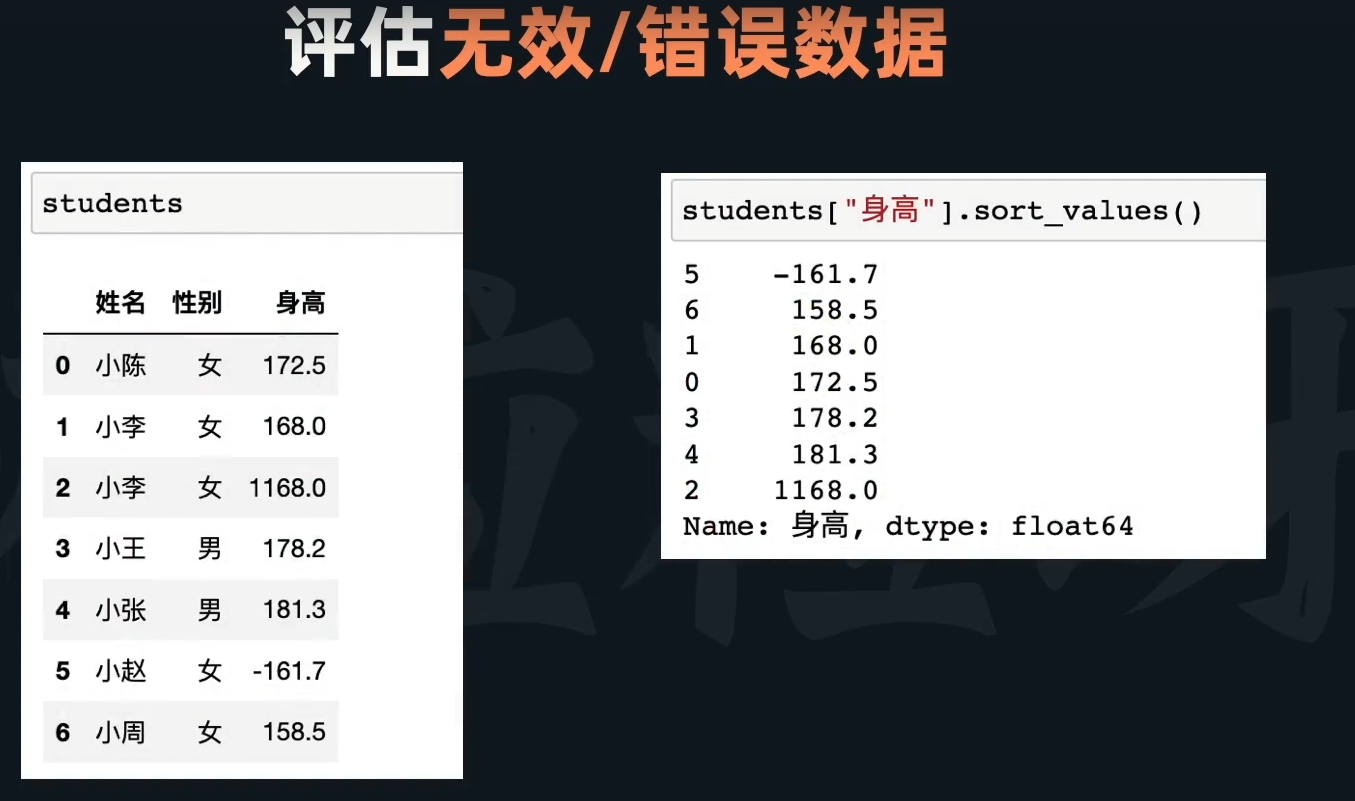 评估无效/错误数据
students
姓名 性别 身高
0 小陈 女 172.5
1 小李 女 168.0
2 小李 女 1168.0
3 小王 男 178.2
4 小张 男 181.3
5 小赵 女 -161.7
6 小周 女 158.5
students["身高"].sort_values()
5 -161.7
6 158.5
1 168.0
0 172.5
3 178.2
4 181.3
2 1168.0
Name: 身高, dtype: float64